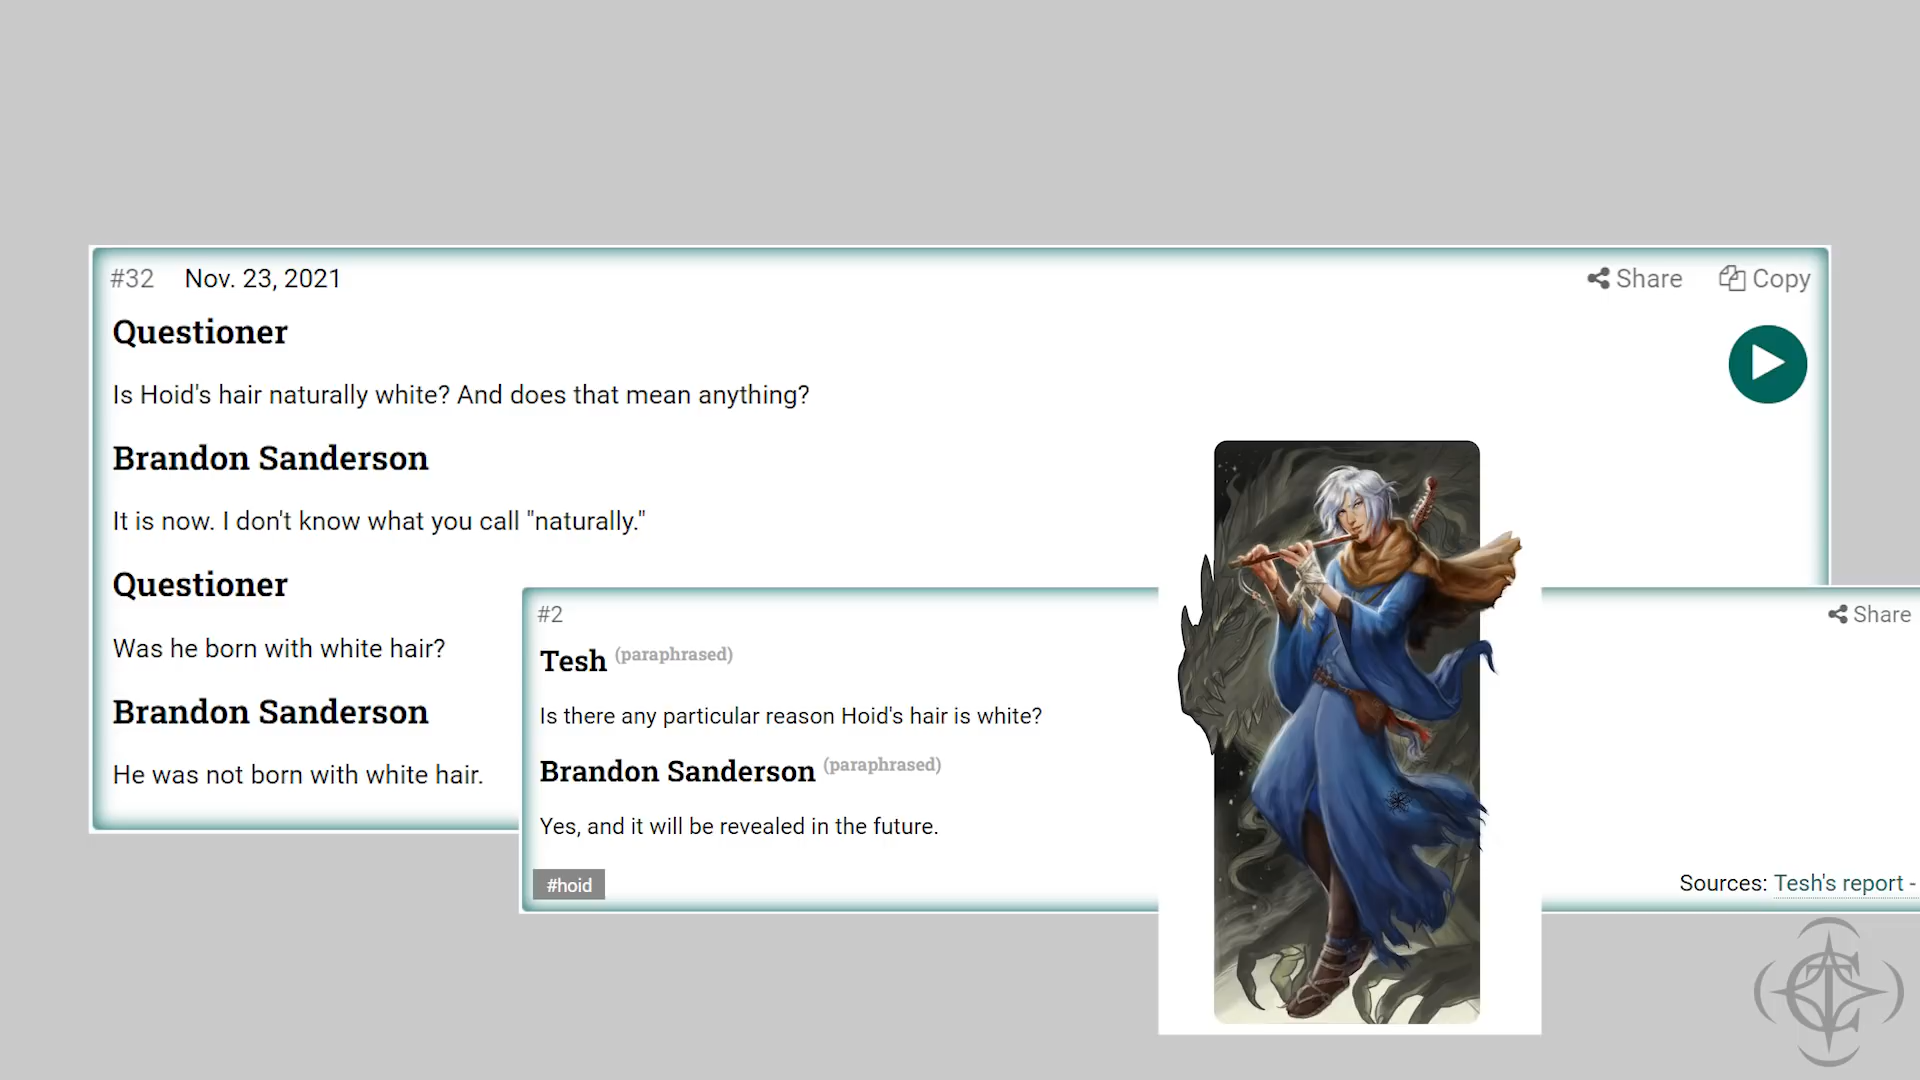 #32 Nov. 23, 2021 Share Copy
Questioner
Is Hoid's hair naturally white? And does that mean anything?
Brandon Sanderson
It is now. I don't know what you call "naturally."
Questioner
Was he born with white hair?
Brandon Sanderson
He was not born with white hair.
#2 Share
Tesh (paraphrased)
Is there any particular reason Hoid's hair is white?
Brandon Sanderson (paraphrased)
Yes, and it will be revealed in the future.
#hoid
Sources: Tesh's report -